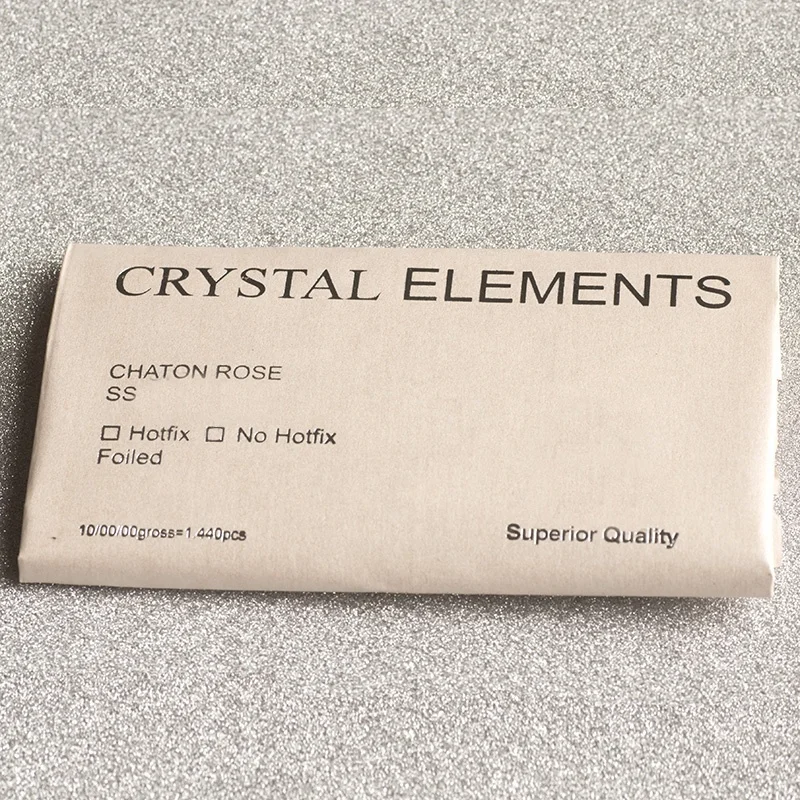 CRYSTAL ELEMENTS
CHATON ROSE
SS
☐ Hotfix ☐ No Hotfix
Foiled
10/00/00gross=1.440pcs
Superior Quality